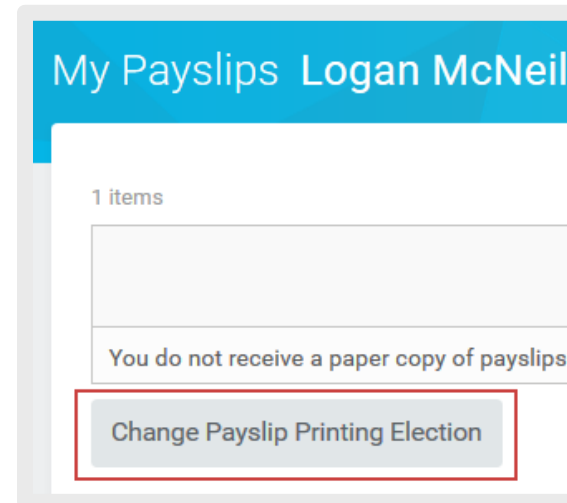 My Payslips Logan McNeil
1 items
You do not receive a paper copy of payslips
Change Payslip Printing Election